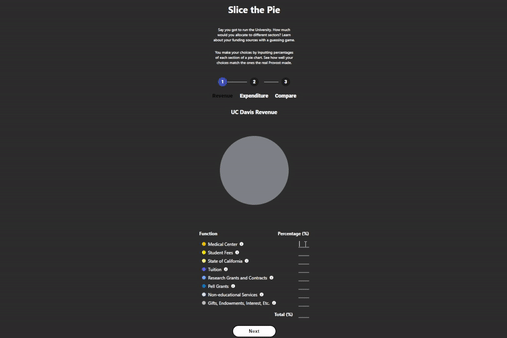 Slice the Pie
Say you got to run the University. How much
would you allocate to different section? Learn
about your funding sources with a guessing game.
You make your choices by inputting percentages
of each section of a pie chart. See how well your
choices match the ones the real Provost made.
1 2 3
Revenue Expenditure Compare
UC Davis Revenue
Function Percentage (%)
Medical Center
Student Fees
State of California
Tuition
Research Grants and Contracts
Pell Grants
Non-educational Services
Gifts, Endowments, Interest, Etc.
Total (%)
Next